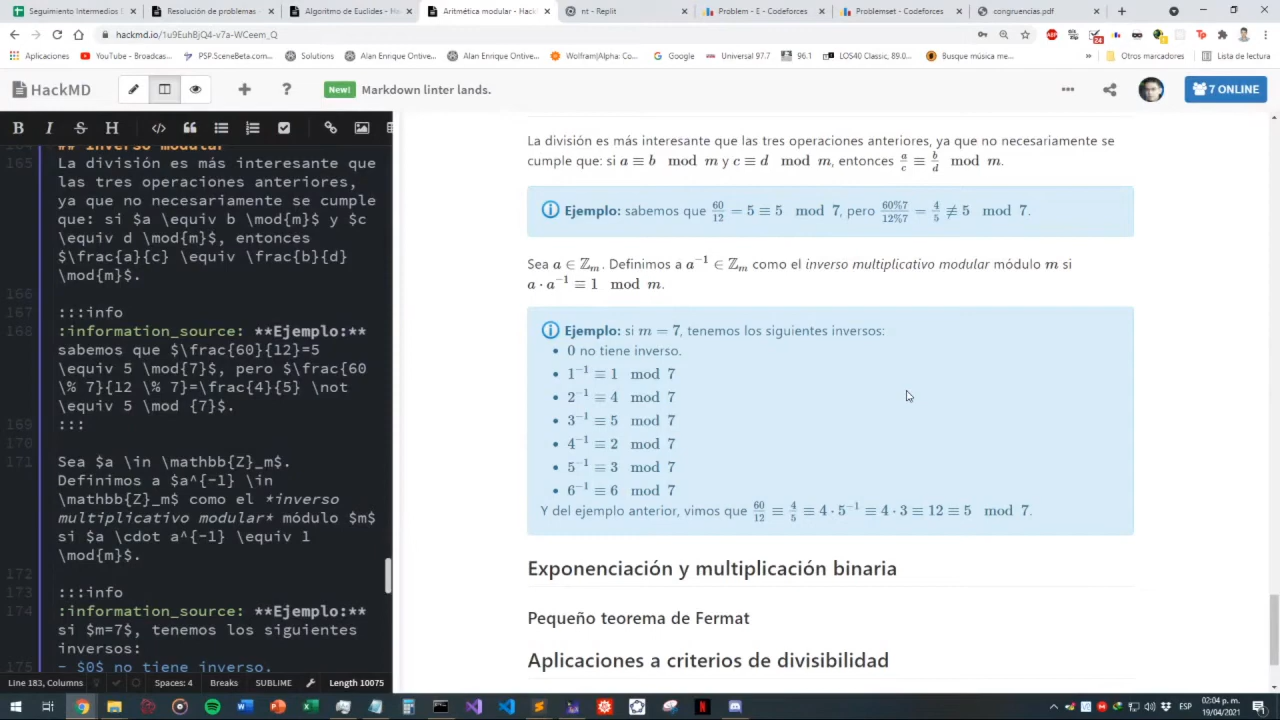 Seguimiento Intermedios S
Resolución de problemas -
Algoritmo de Euclides - Ha
Aritmética modular - Hack
nt - Replit
Problem - E - Codeforces
Problemset - Codeforces
congruencias.pdf
hackmd.io/1u9EuhBjQ4-v7a-WCeem_Q
Aplicaciones
YouTube - Broadcas...
PSP.SceneBeta.com...
Solutions
Alan Enrique Ontive...
Alan Enrique Ontive...
Wolfram|Alpha: Co...
Google
Universal 97.7
96.1
LOS40 Classic, 89.0...
Busque música me...
Otros marcadores
Lista de lectura
HackMD
New! Markdown linter lands.
7 ONLINE
164 ## Inverso modular
165 La división es más interesante que
las tres operaciones anteriores,
ya que no necesariamente se cumple
que: si $a \equiv b \mod{m}$ y $c
\equiv d \mod{m}$, entonces
$\frac{a}{c} \equiv \frac{b}{d}
\mod{m}$.
166
167 :::info
168 :information_source: **Ejemplo:**
sabemos que $\frac{60}{12}=5
\equiv 5 \mod{7}$, pero $\frac{60
\% 7}{12 \% 7}=\frac{4}{5} \not
\equiv 5 \mod {7}$.
169 :::
170
171 Sea $a \in \mathbb{Z}_m$.
Definimos a $a^{-1} \in
\mathbb{Z}_m$ como el *inverso
multiplicativo modular* módulo $m$
si $a \cdot a^{-1} \equiv 1
\mod{m}$.
172
173 :::info
174 :information_source: **Ejemplo:**
si $m=7$, tenemos los siguientes
inversos:
175 - $0$ no tiene inverso.
Line 183, Columns
Spaces: 4
Breaks
SUBLIME
Length 10075
La división es más interesante que las tres operaciones anteriores, ya que no necesariamente se
cumple que: si a ≡ b mod m y c ≡ d mod m, entonces a/c ≡ b/d mod m.
Ejemplo: sabemos que 60/12 = 5 ≡ 5 mod 7, pero 60%7/12%7 = 4/5 ≢ 5 mod 7.
Sea a ∈ ℤm. Definimos a a⁻¹ ∈ ℤm como el inverso multiplicativo modular módulo m si
a · a⁻¹ ≡ 1 mod m.
Ejemplo: si m = 7, tenemos los siguientes inversos:
• 0 no tiene inverso.
• 1⁻¹ ≡ 1 mod 7
• 2⁻¹ ≡ 4 mod 7
• 3⁻¹ ≡ 5 mod 7
• 4⁻¹ ≡ 2 mod 7
• 5⁻¹ ≡ 3 mod 7
• 6⁻¹ ≡ 6 mod 7
Y del ejemplo anterior, vimos que 60/12 ≡ 4/5 ≡ 4 · 5⁻¹ ≡ 4 · 3 ≡ 12 ≡ 5 mod 7.
Exponenciación y multiplicación binaria
Pequeño teorema de Fermat
Aplicaciones a criterios de divisibilidad
ESP
02:04 p. m.
19/04/2021